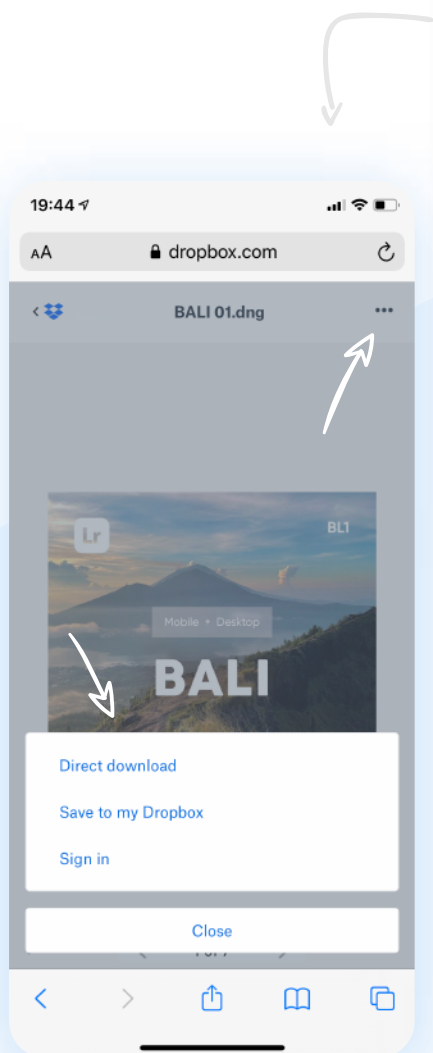 19:44
AA dropbox.com
BALI 01.dng
Lr
BL1
Mobile • Desktop
BALI
Direct download
Save to my Dropbox
Sign in
Close